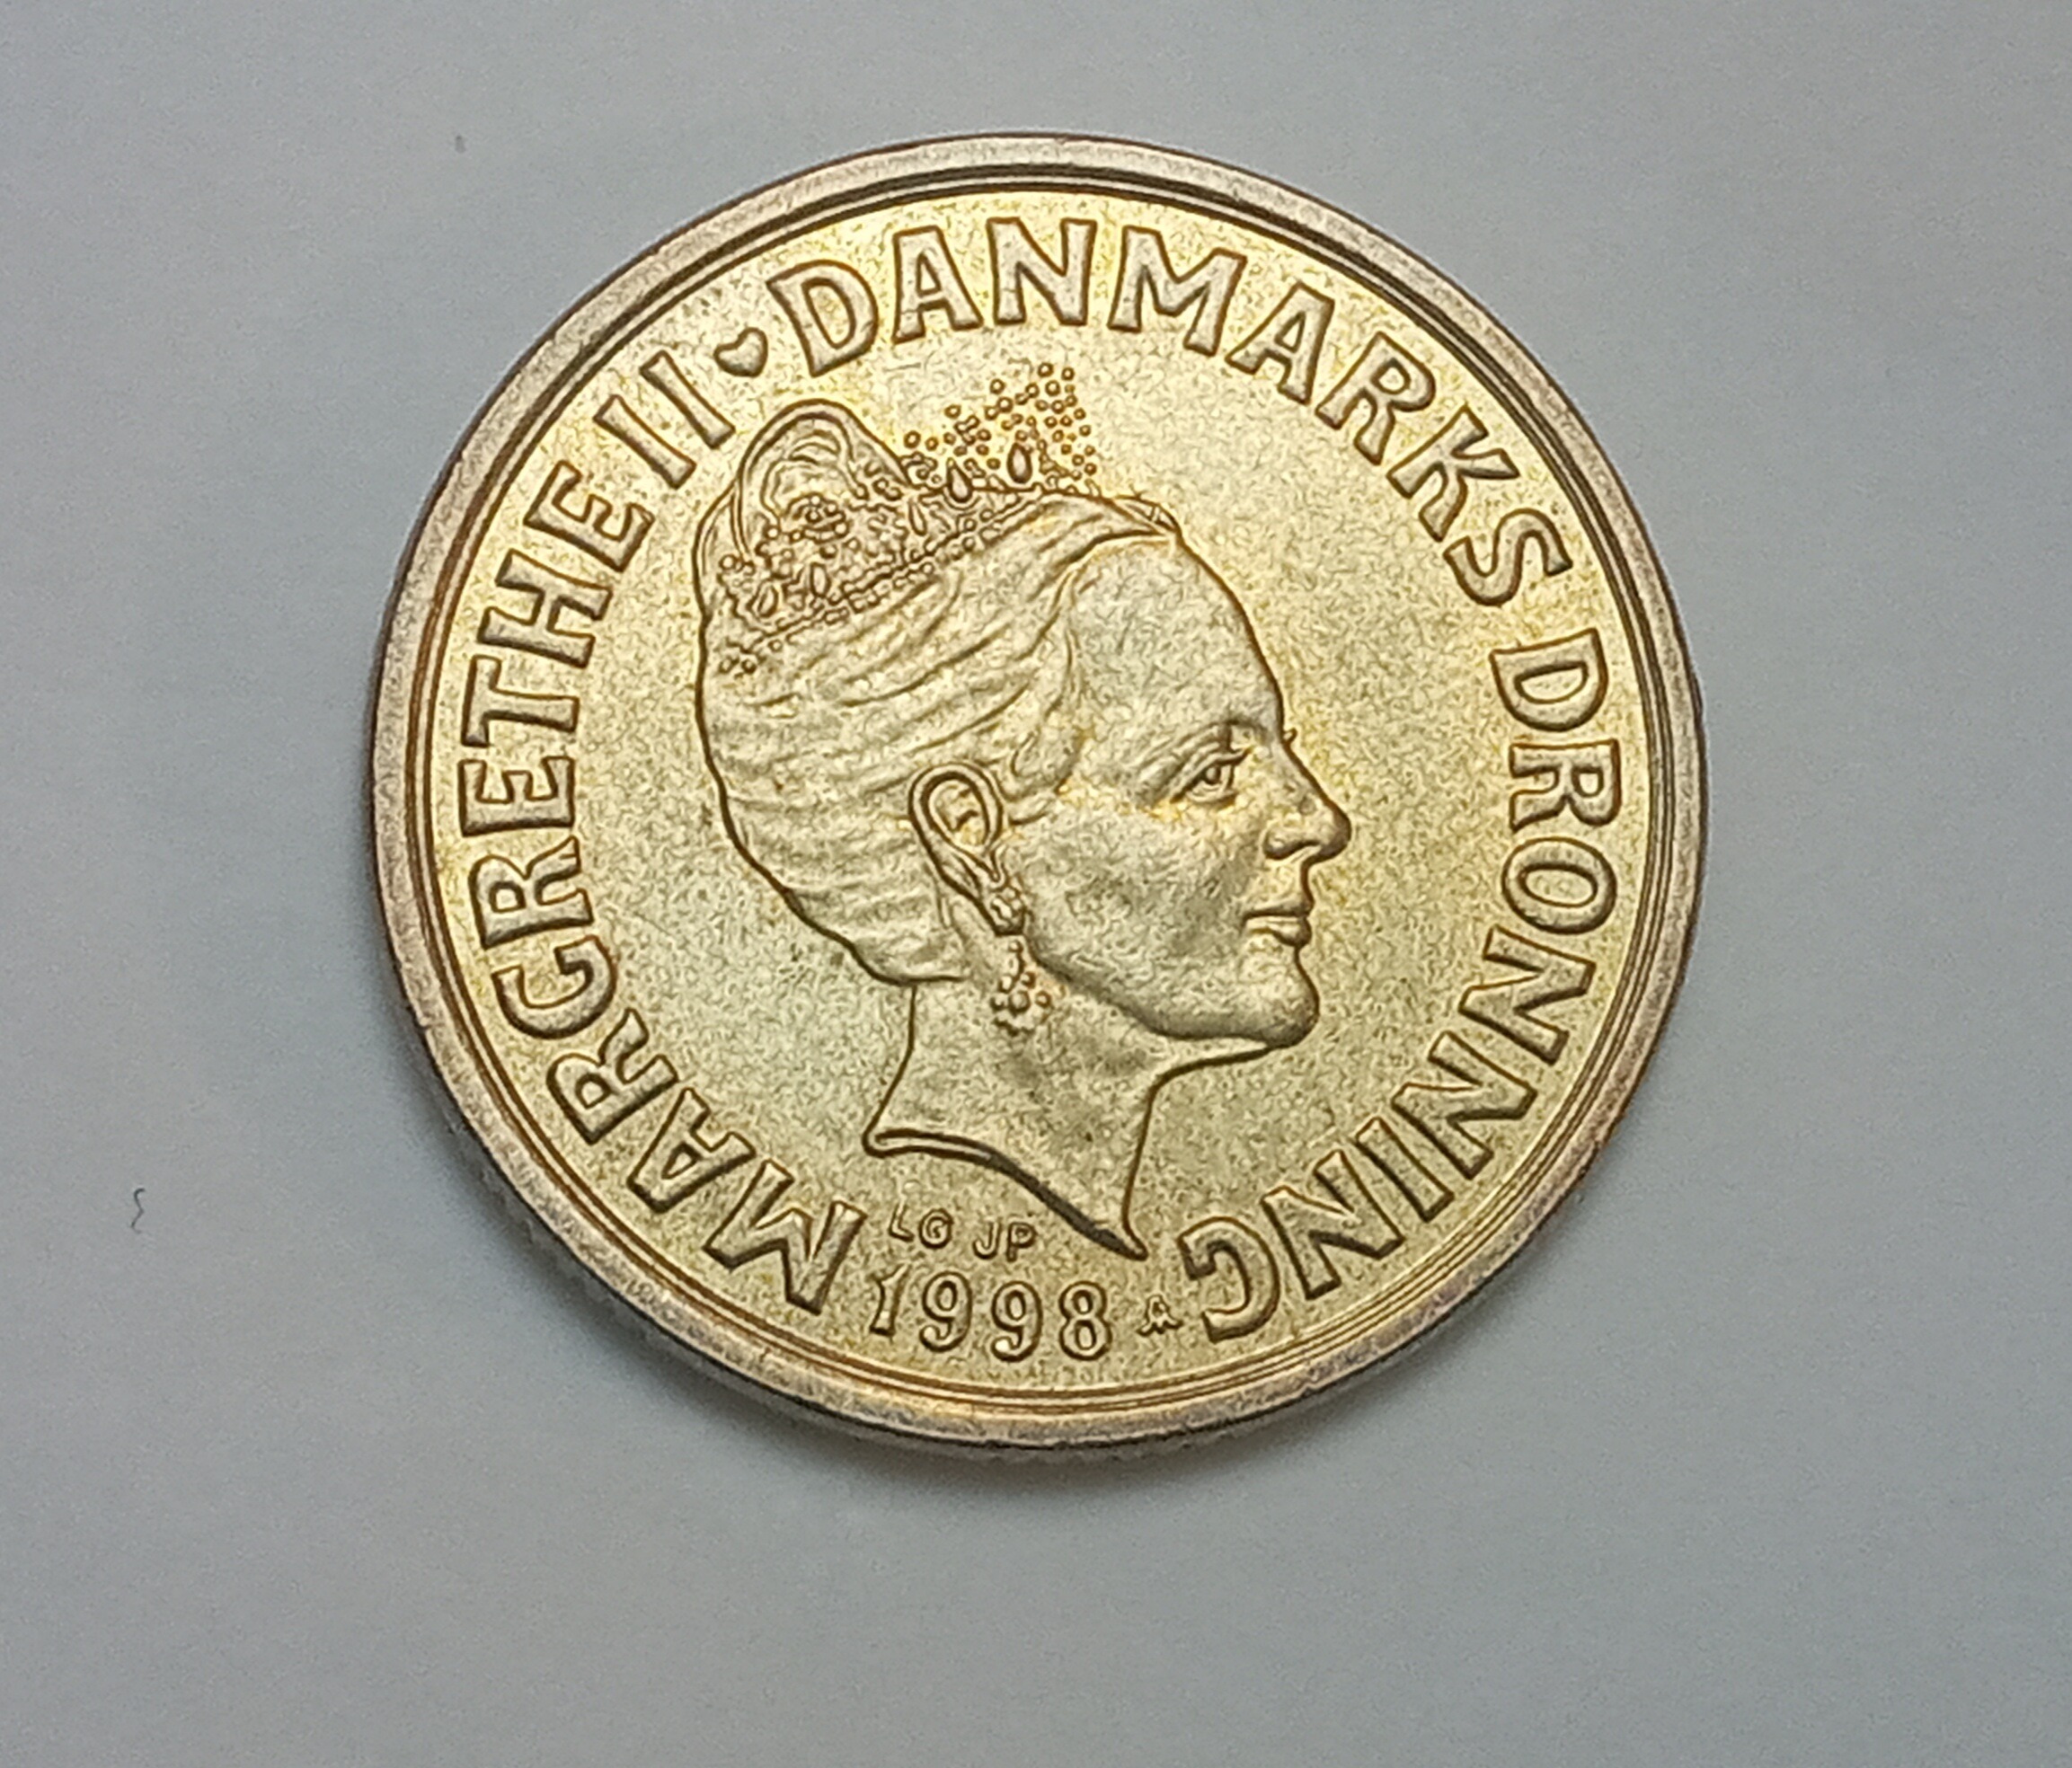 MARGRETHE II ♥ DANMARKS DRONNING
LG JP
1998